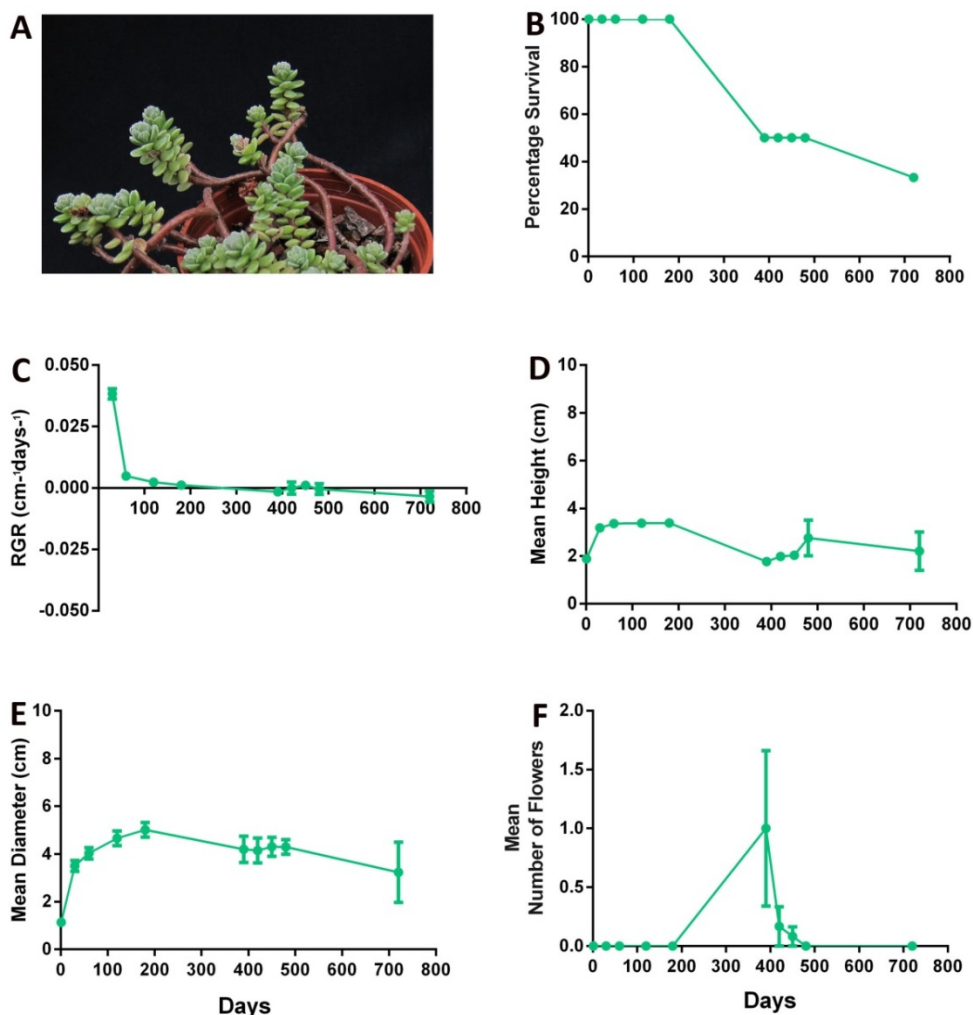 A
B
Percentage Survival
100
80
60
40
20
0
0 100 200 300 400 500 600 700 800
C
RGR (cm-¹days-¹)
0.050
0.025
0.000
-0.025
-0.050
100 200 300 400 500 600 700 800
D
Mean Height (cm)
10
8
6
4
2
0
0 100 200 300 400 500 600 700 800
E
Mean Diameter (cm)
10
8
6
4
2
0
0 100 200 300 400 500 600 700 800
Days
F
Mean
Number of Flowers
2.0
1.5
1.0
0.5
0.0
0 100 200 300 400 500 600 700 800
Days